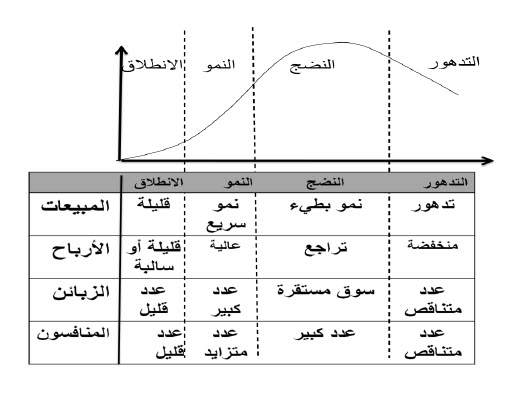 الانطلاق النمو النضج التدهور
الانطلاق النمو النضج التدهور
المبيعات قليلة نمو سريع نمو بطيء تدهور
الأرباح قليلة أو سالبة عالية تراجع منخفضة
الزبائن عدد قليل عدد كبير سوق مستقرة عدد متناقص
المنافسون عدد قليل عدد متزايد عدد كبير عدد متناقص